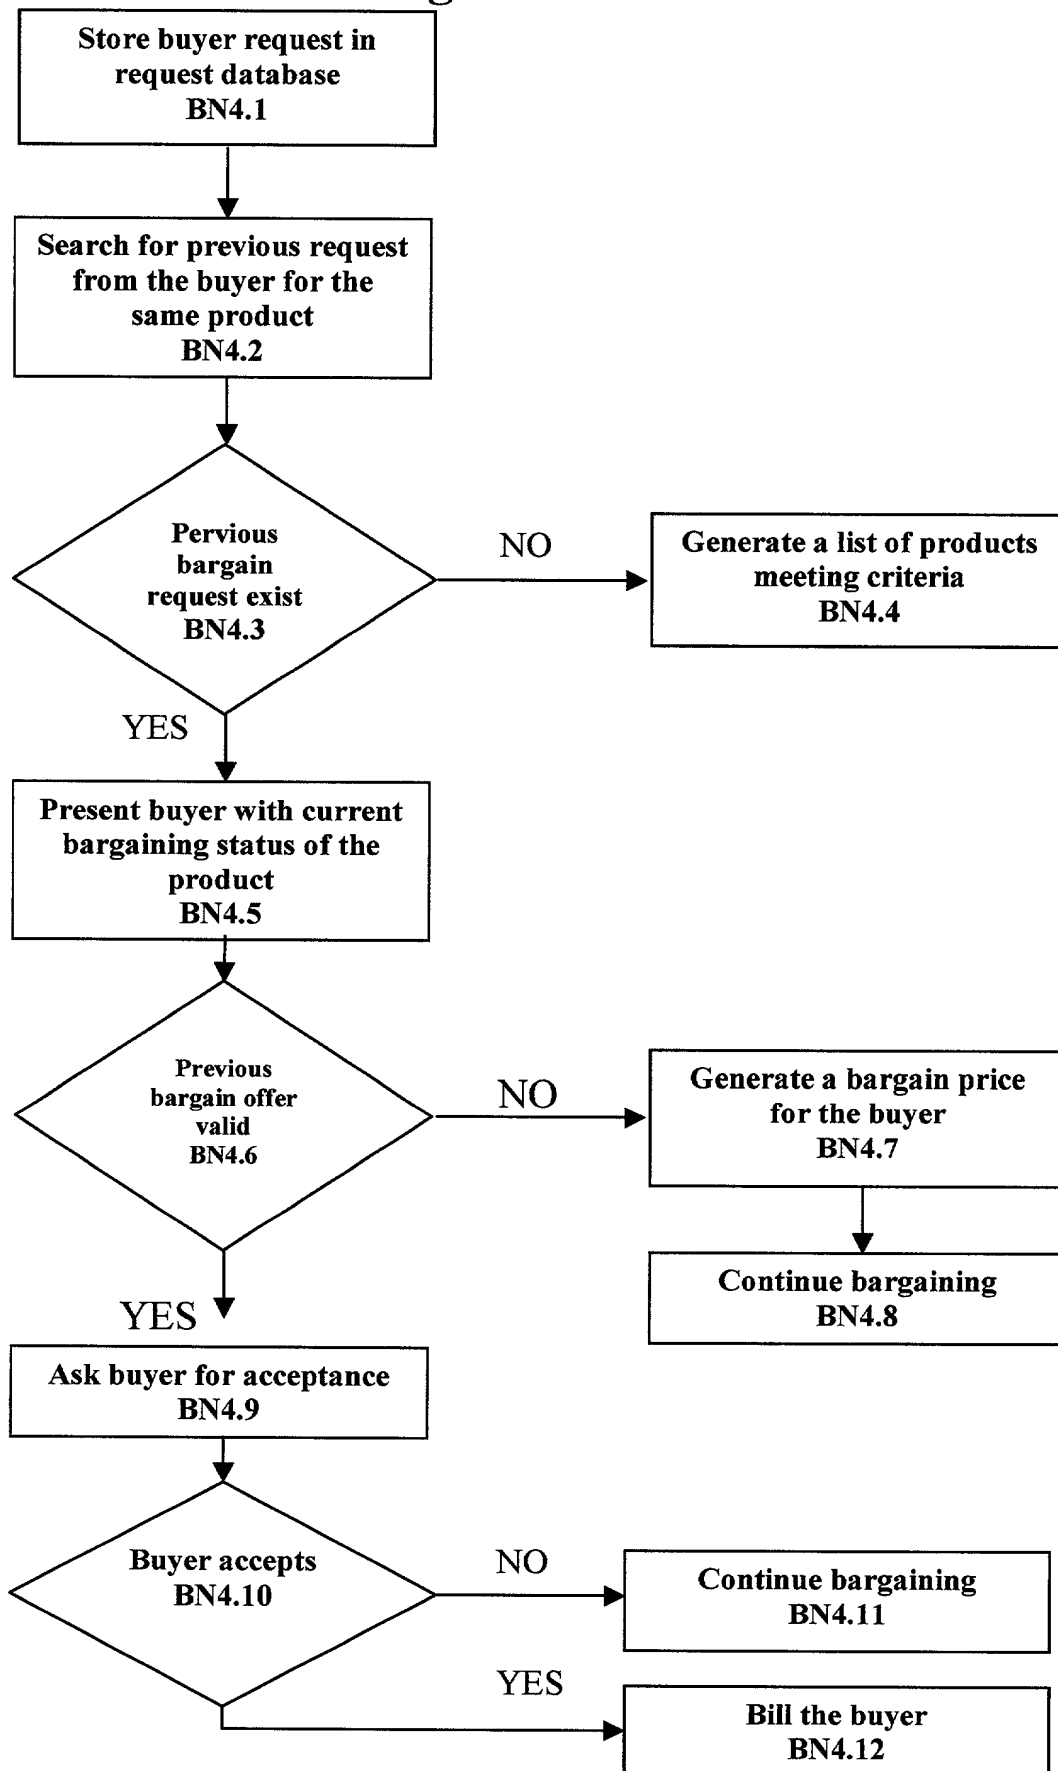 Store buyer request in
request database
BN4.1
Search for previous request
from the buyer for the
same product
BN4.2
Pervious
bargain
request exist
BN4.3
NO
Generate a list of products
meeting criteria
BN4.4
YES
Present buyer with current
bargaining status of the
product
BN4.5
Previous
bargain offer
valid
BN4.6
NO
Generate a bargain price
for the buyer
BN4.7
Continue bargaining
BN4.8
YES
Ask buyer for acceptance
BN4.9
Buyer accepts
BN4.10
NO
Continue bargaining
BN4.11
YES
Bill the buyer
BN4.12